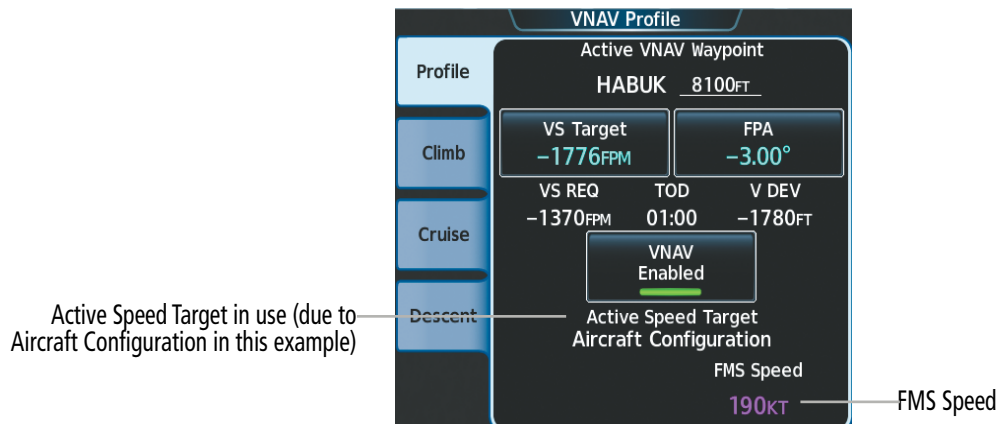 VNAV Profile
Profile
Climb
Cruise
Descent
Active VNAV Waypoint
HABUK 8100FT
VS Target
−1776FPM
FPA
−3.00°
VS REQ TOD V DEV
−1370FPM 01:00 −1780FT
VNAV
Enabled
Active Speed Target
Aircraft Configuration
FMS Speed
190KT
Active Speed Target in use (due to
Aircraft Configuration in this example)
FMS Speed